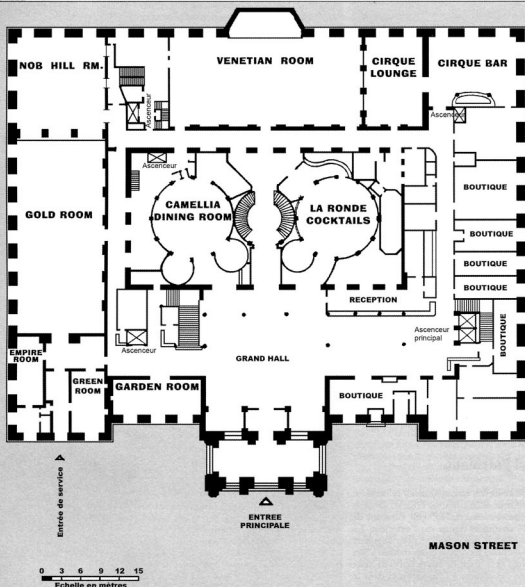 NOB HILL RM.
VENETIAN ROOM
CIRQUE
LOUNGE
CIRQUE BAR
Ascenceur
Ascenceur
Ascenceur
GOLD ROOM
CAMELLIA
DINING ROOM
LA RONDE
COCKTAILS
BOUTIQUE
BOUTIQUE
BOUTIQUE
BOUTIQUE
RECEPTION
Ascenceur
principal
BOUTIQUE
Ascenceur
GRAND HALL
EMPIRE
ROOM
GREEN
ROOM
GARDEN ROOM
BOUTIQUE
Entrée de service
ENTREE
PRINCIPALE
MASON STREET
0 3 6 9 12 15
Echelle en mètres